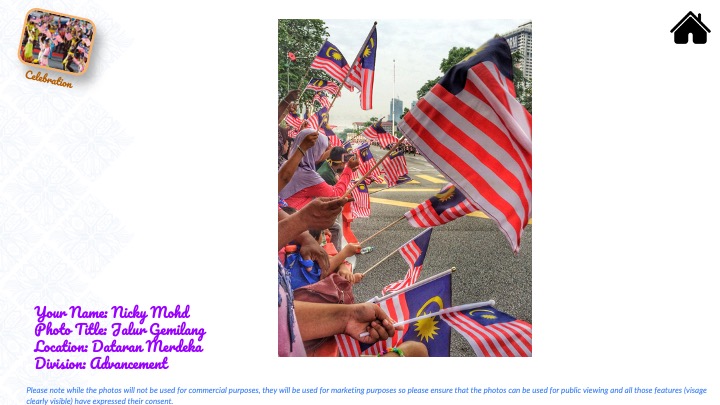 Celebration
Your Name: Nicky Mohd
Photo Title: Jalur Gemilang
Location: Dataran Merdeka
Division: Advancement
Please note while the photos will not be used for commercial purposes, they will be used for marketing purposes so please ensure that the photos can be used for public viewing and all those features (visage
clearly visible) have expressed their consent.